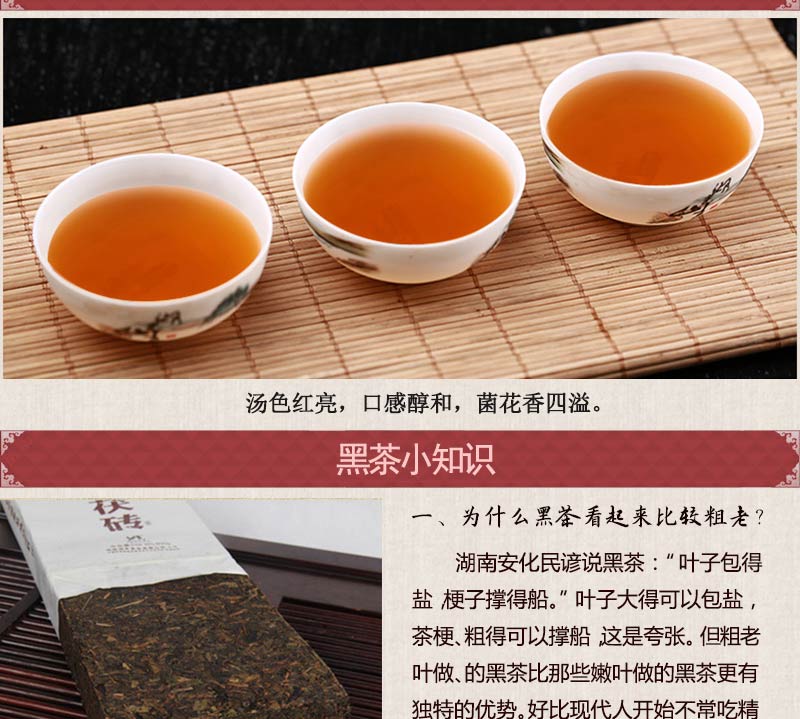 汤色红亮，口感醇和，菌花香四溢。
黑茶小知识
茯砖
一、为什么黑茶看起来比较粗老？
湖南安化民谚说黑茶：“叶子包得
盐，梗子撑得船。”叶子大得可以包盐，
茶梗、粗得可以撑船，这是夸张。但粗老
叶做、的黑茶比那些嫩叶做的黑茶更有
独特的优势。好比现代人开始不常吃精